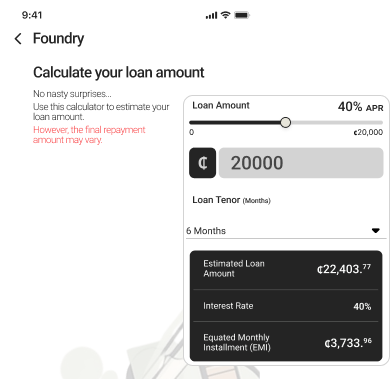 9:41
Foundry
Calculate your loan amount
No nasty surprises...
Use this calculator to estimate your
loan amount.
However, the final repayment
amount may vary.
Loan Amount
40% APR
0
¢20,000
¢
20000
Loan Tenor (Months)
6 Months
Estimated Loan
Amount
¢22,403.77
Interest Rate
40%
Equated Monthly
Installment (EMI)
¢3,733.96